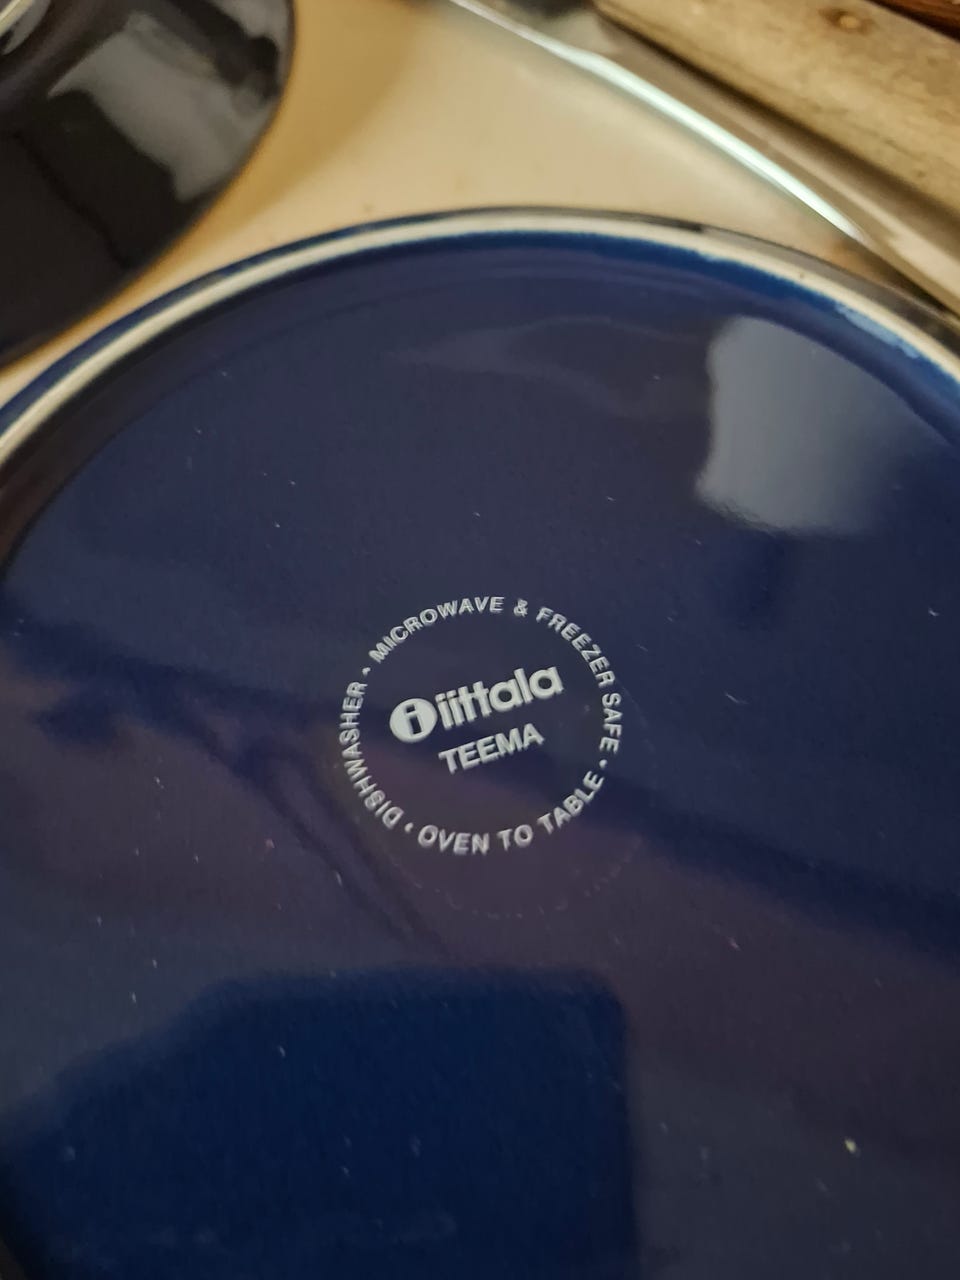 MICROWAVE & FREEZER SAFE • OVEN TO TABLE • DISHWASHER •
i iittala
TEEMA